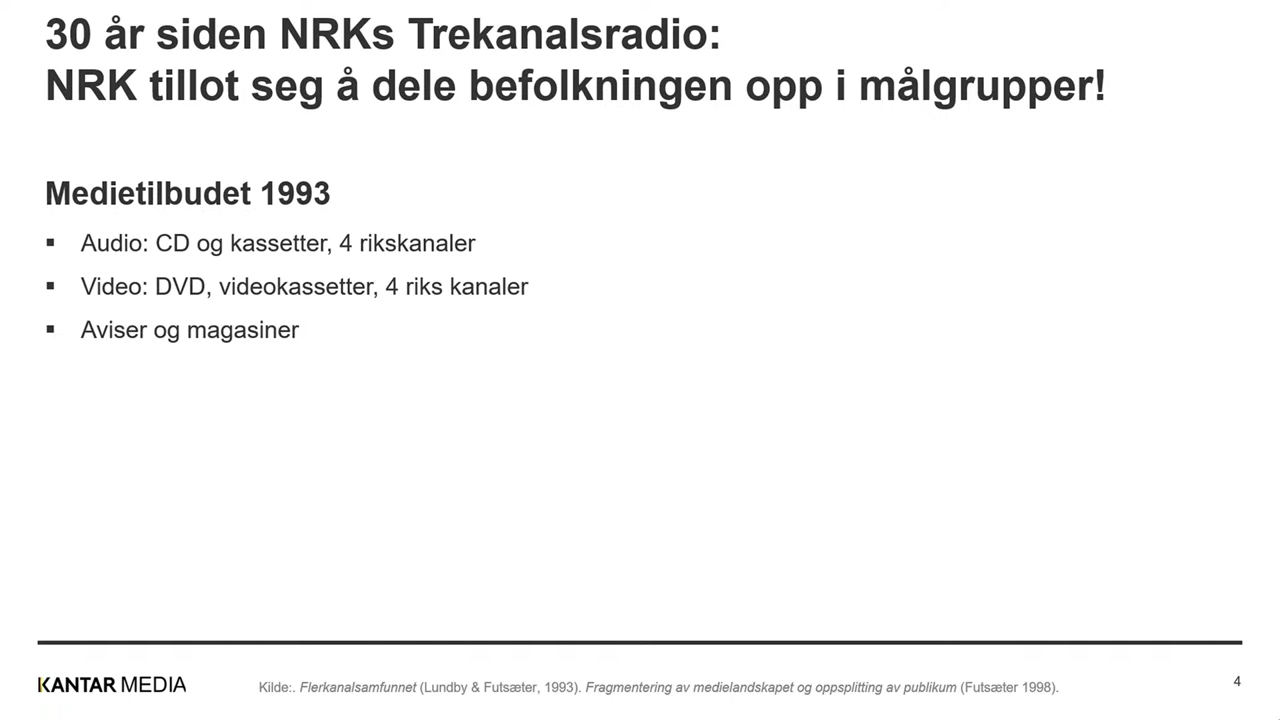 30 år siden NRKs Trekanalsradio:
NRK tillot seg å dele befolkningen opp i målgrupper!
Medietilbudet 1993
▪ Audio: CD og kassetter, 4 rikskanaler
▪ Video: DVD, videokassetter, 4 riks kanaler
▪ Aviser og magasiner
KANTAR MEDIA
Kilde:. Flerkanalsamfunnet (Lundby & Futsæter, 1993). Fragmentering av medielandskapet og oppsplitting av publikum (Futsæter 1998).
4